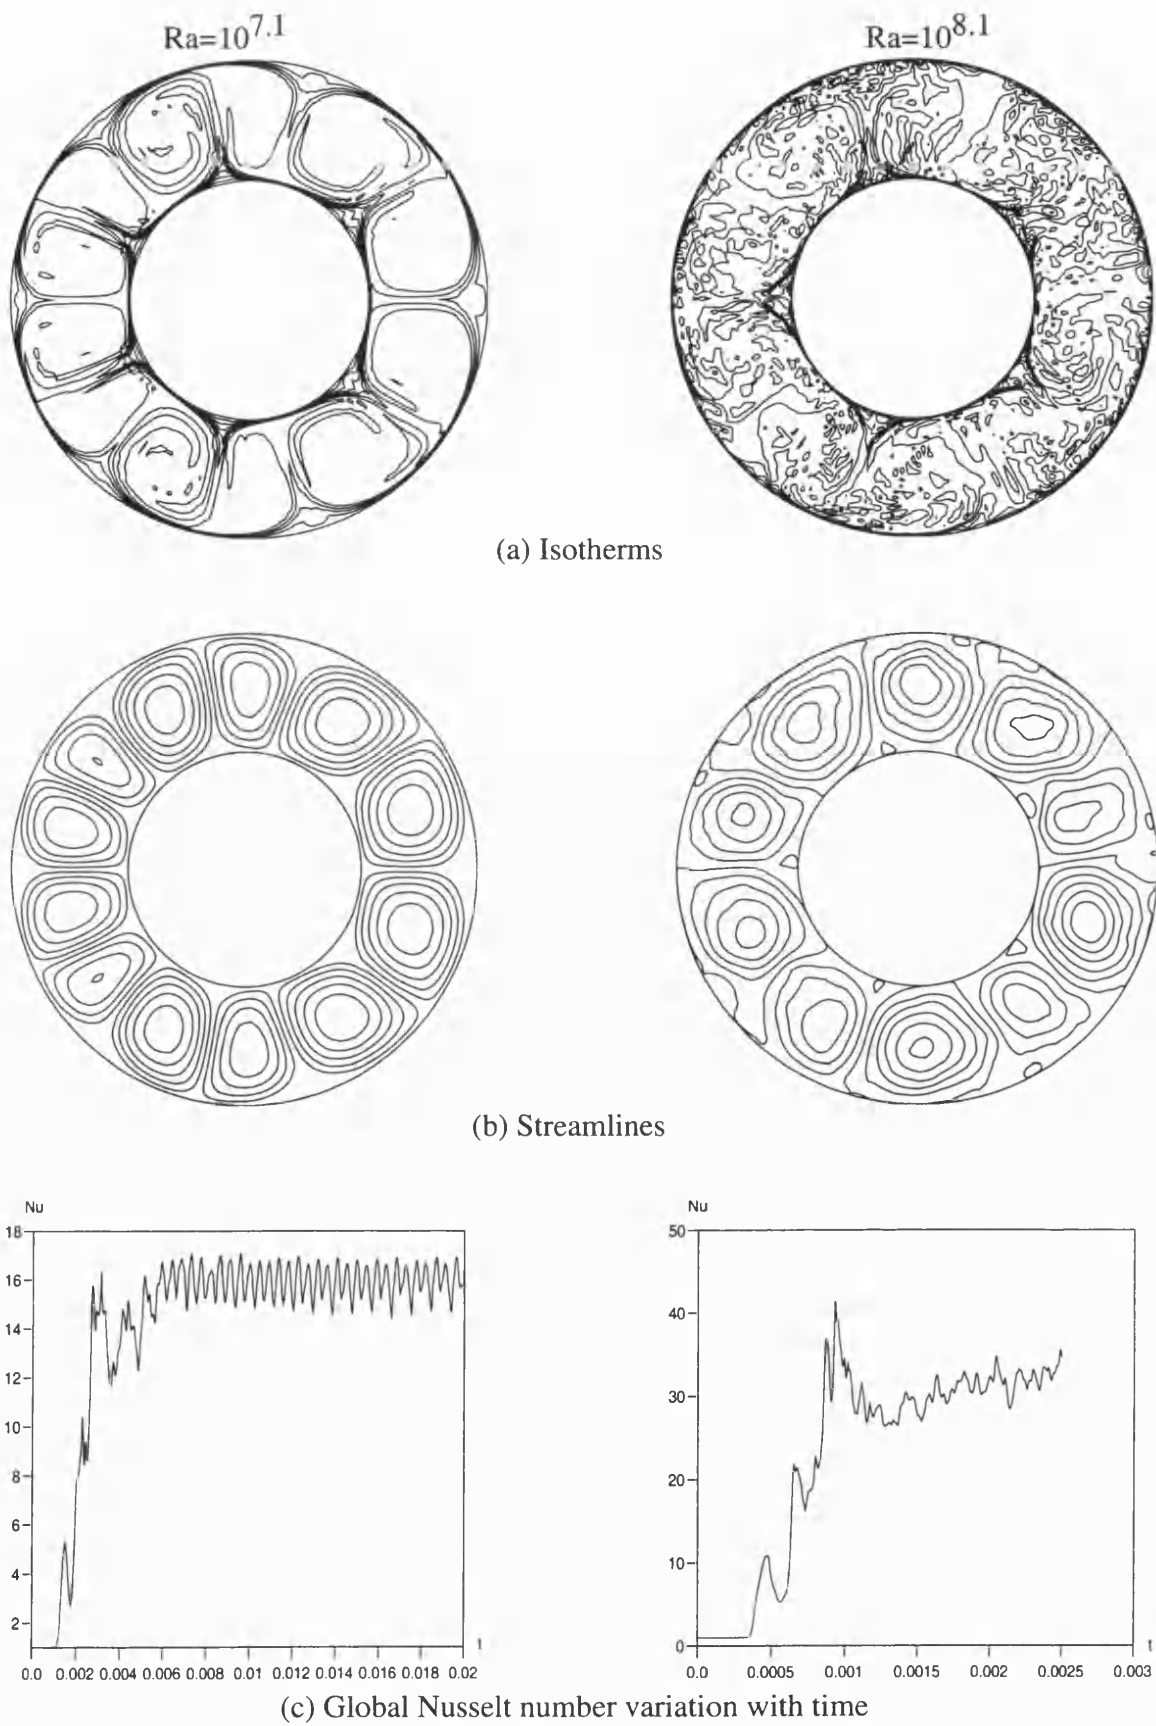 Ra=10^7.1
Ra=10^8.1
(a) Isotherms
(b) Streamlines
Nu
18
16
14
12
10
8
6
4
2
0.0 0.002 0.004 0.006 0.008 0.01 0.012 0.014 0.016 0.018 0.02
t
Nu
50
40
30
20
10
0
0.0 0.0005 0.001 0.0015 0.002 0.0025 0.003
t
(c) Global Nusselt number variation with time